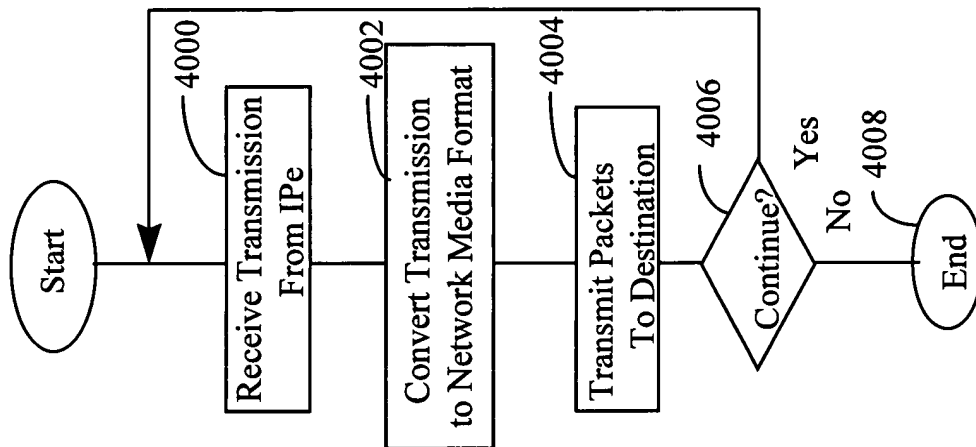 Start
4000
Receive Transmission
From IPe
4002
Convert Transmission
to Network Media Format
4004
Transmit Packets
To Destination
4006
Continue?
Yes
No
4008
End